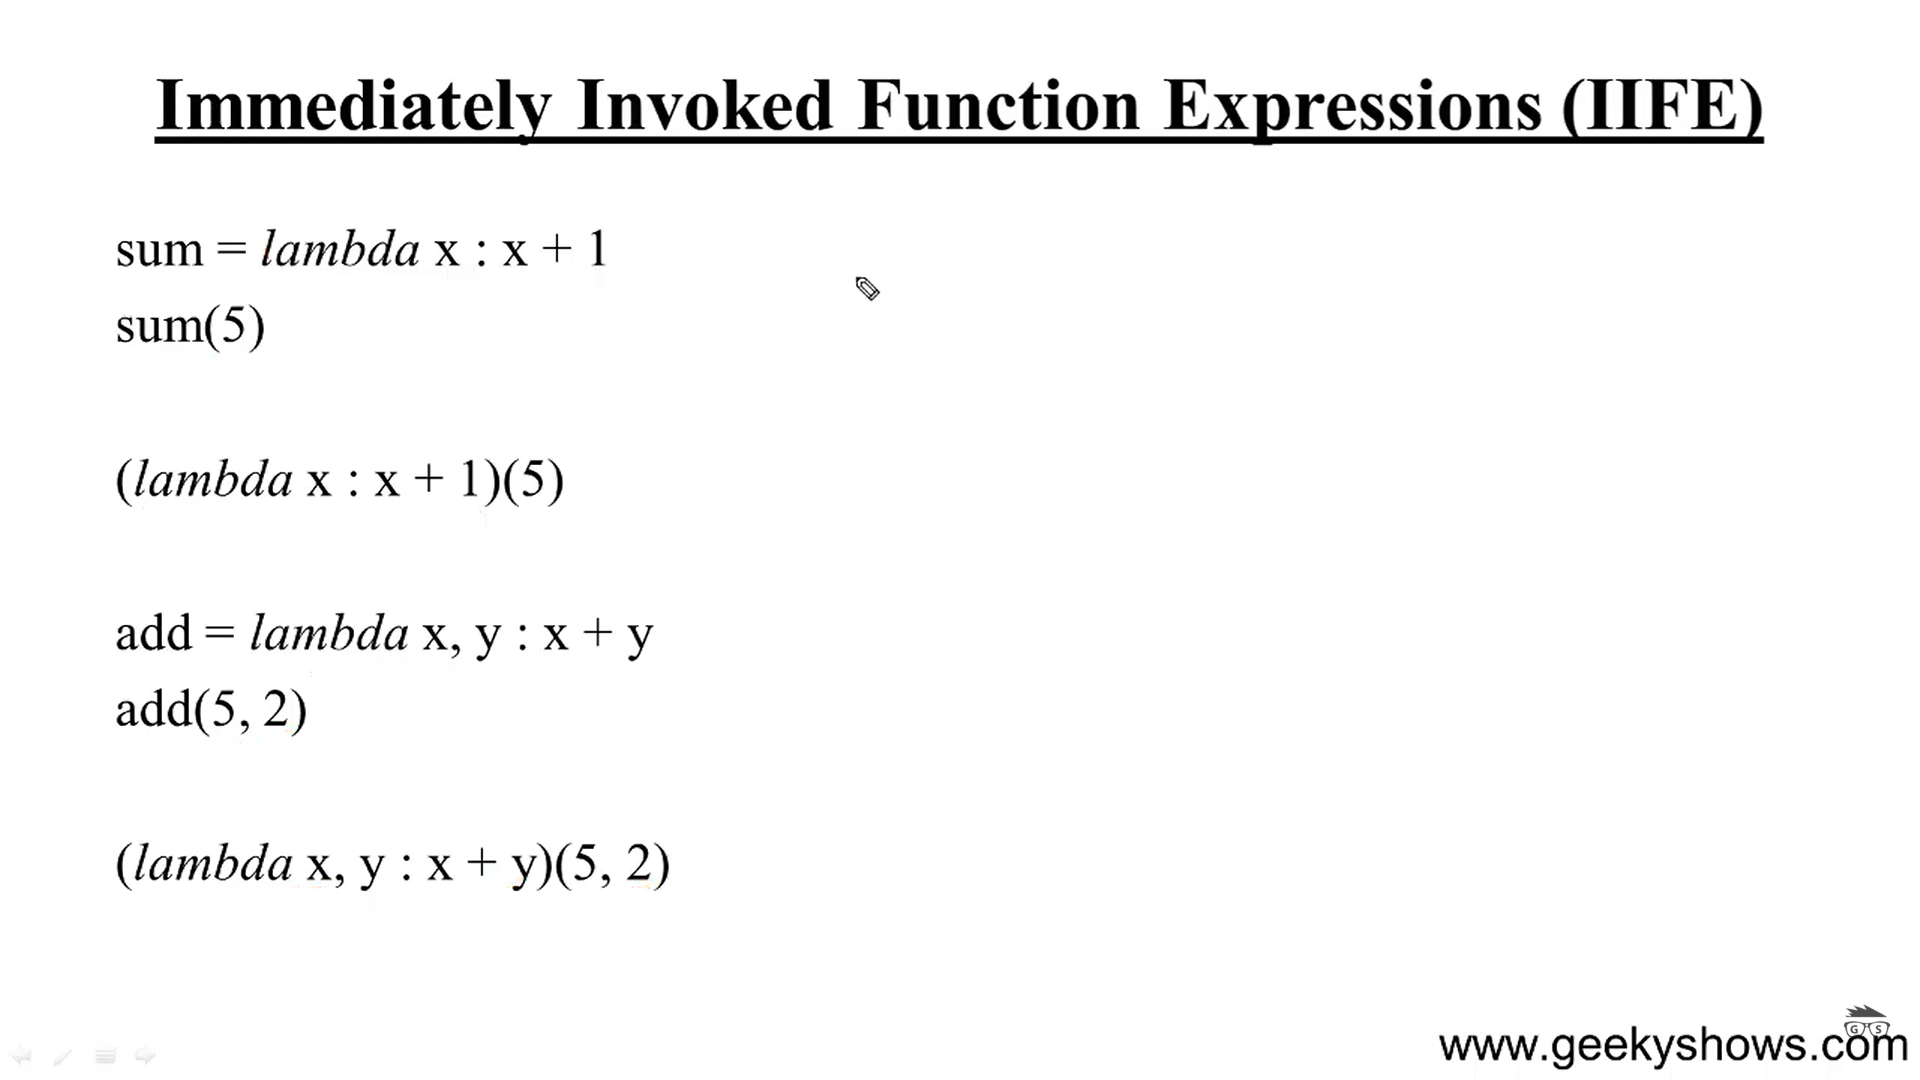 Immediately Invoked Function Expressions (IIFE)
sum = lambda x : x + 1
sum(5)
(lambda x : x + 1)(5)
add = lambda x, y : x + y
add(5, 2)
(lambda x, y : x + y)(5, 2)
G S
www.geekyshows.com